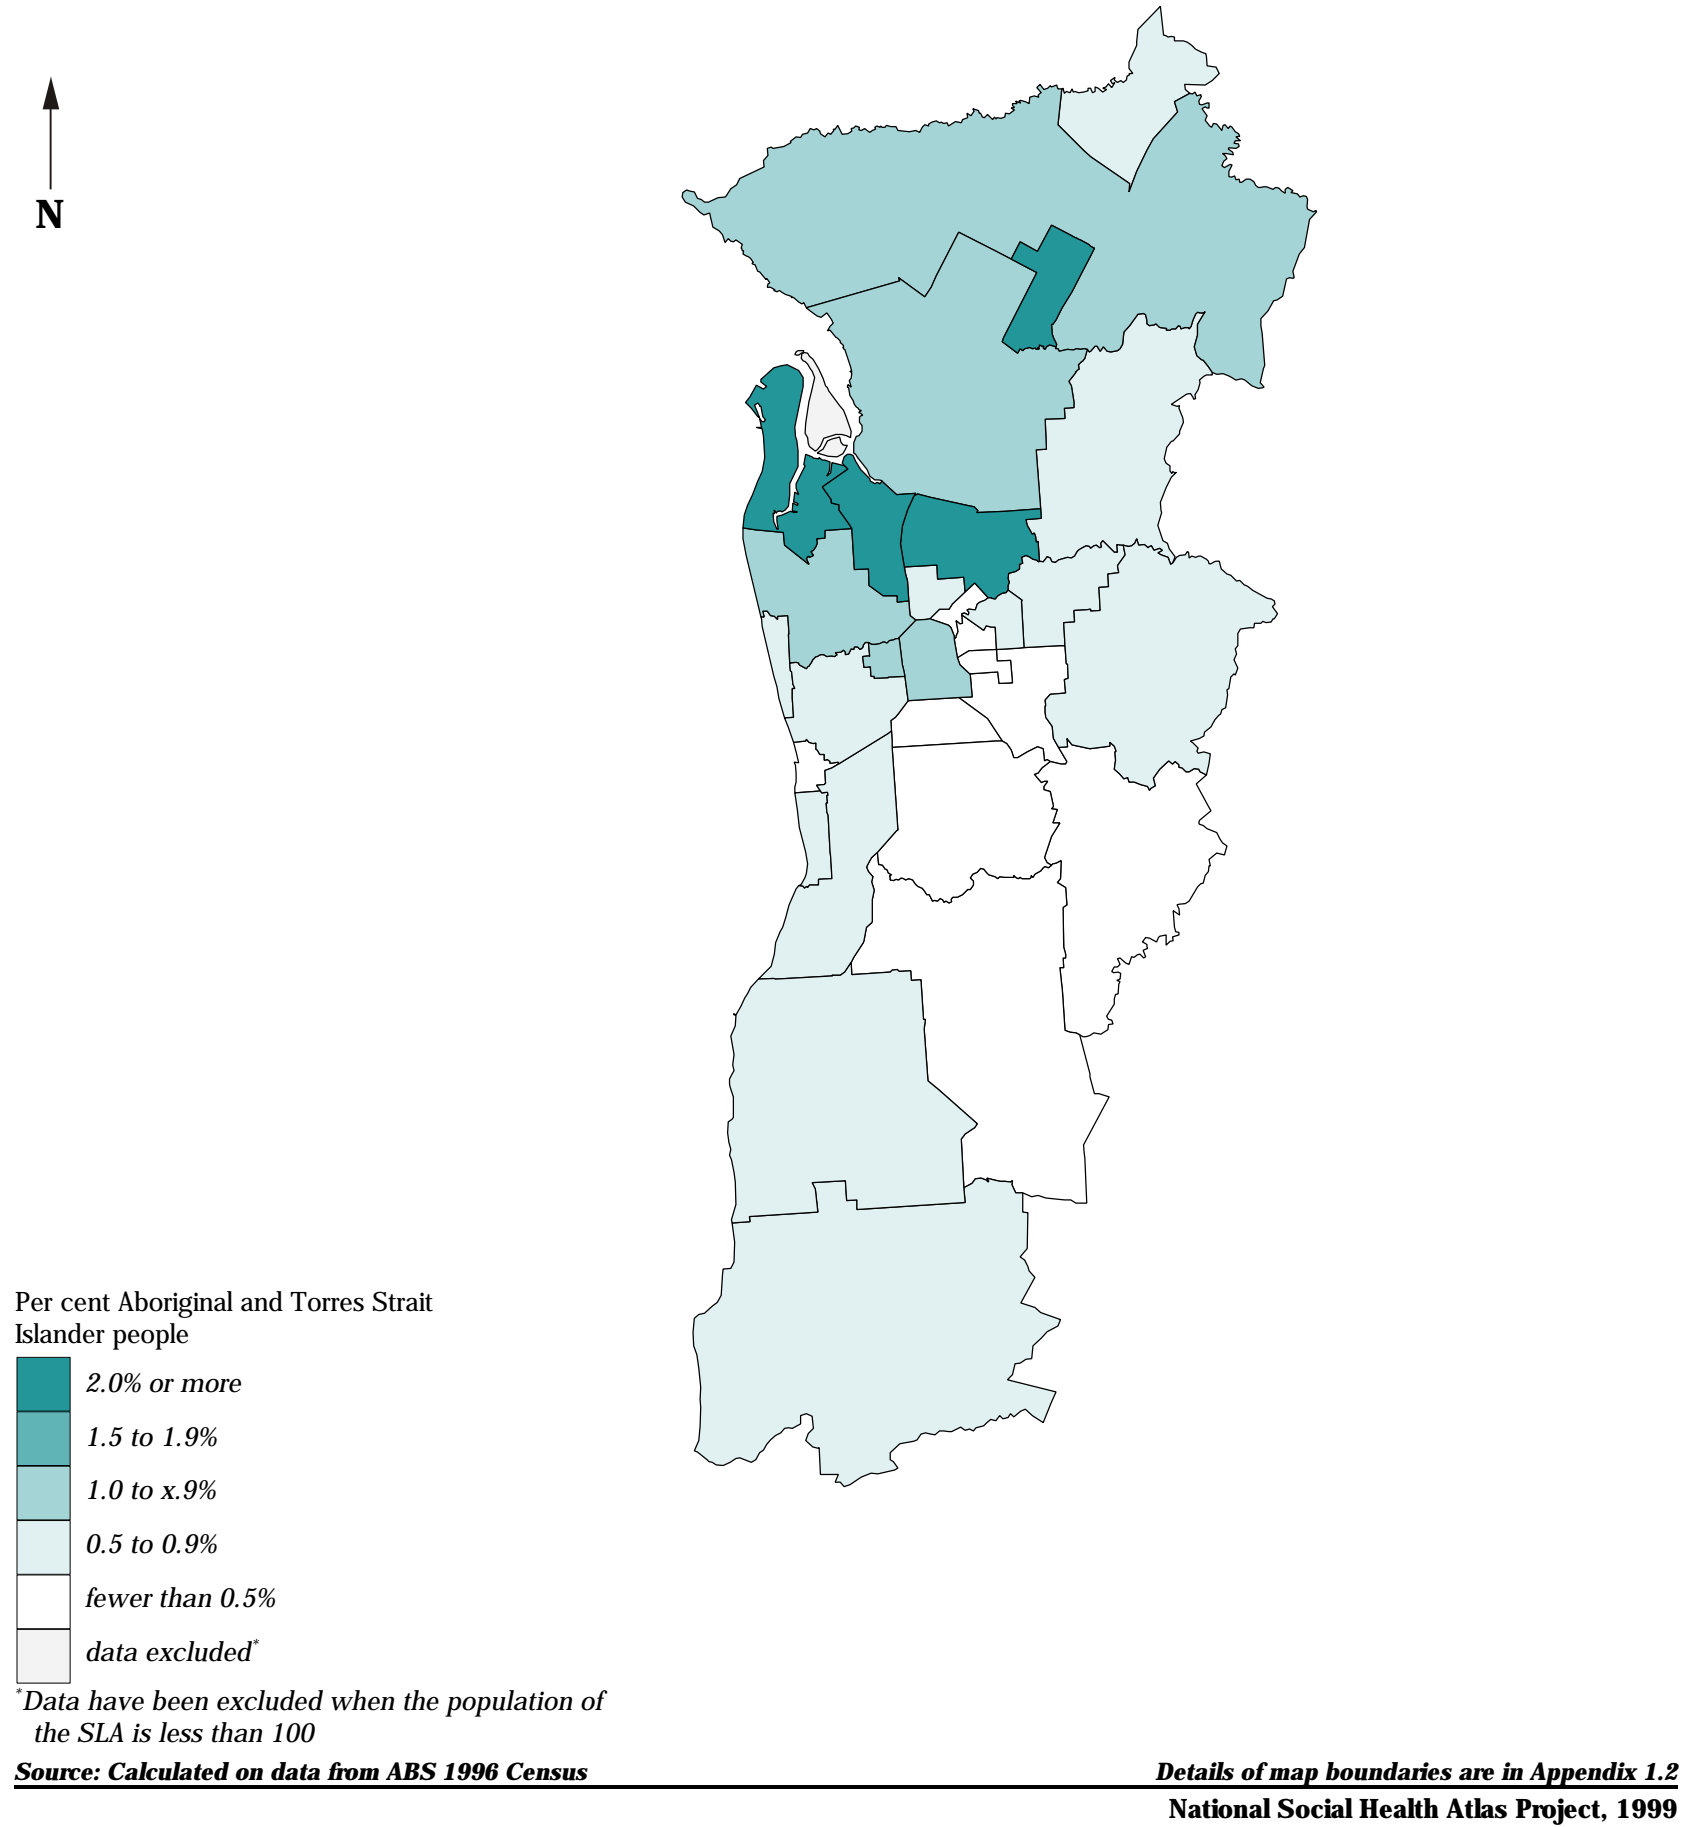 N
Per cent Aboriginal and Torres Strait
Islander people
2.0% or more
1.5 to 1.9%
1.0 to x.9%
0.5 to 0.9%
fewer than 0.5%
data excluded*
*Data have been excluded when the population of
the SLA is less than 100
Source: Calculated on data from ABS 1996 Census
Details of map boundaries are in Appendix 1.2
National Social Health Atlas Project, 1999